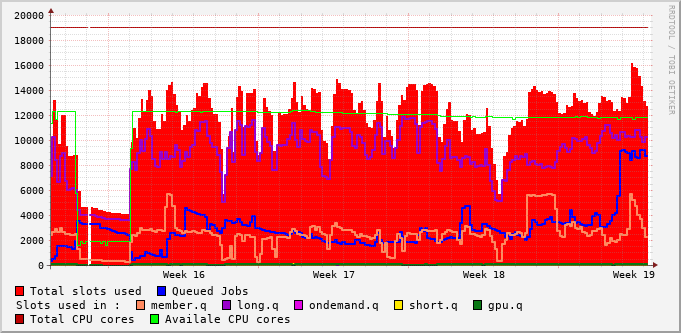 20000
18000
16000
14000
12000
10000
8000
6000
4000
2000
0
Week 16 Week 17 Week 18 Week 19
Total slots used Queued Jobs
Slots used in : member.q long.q ondemand.q short.q gpu.q
Total CPU cores Availale CPU cores
RRDTOOL / TOBI OETIKER